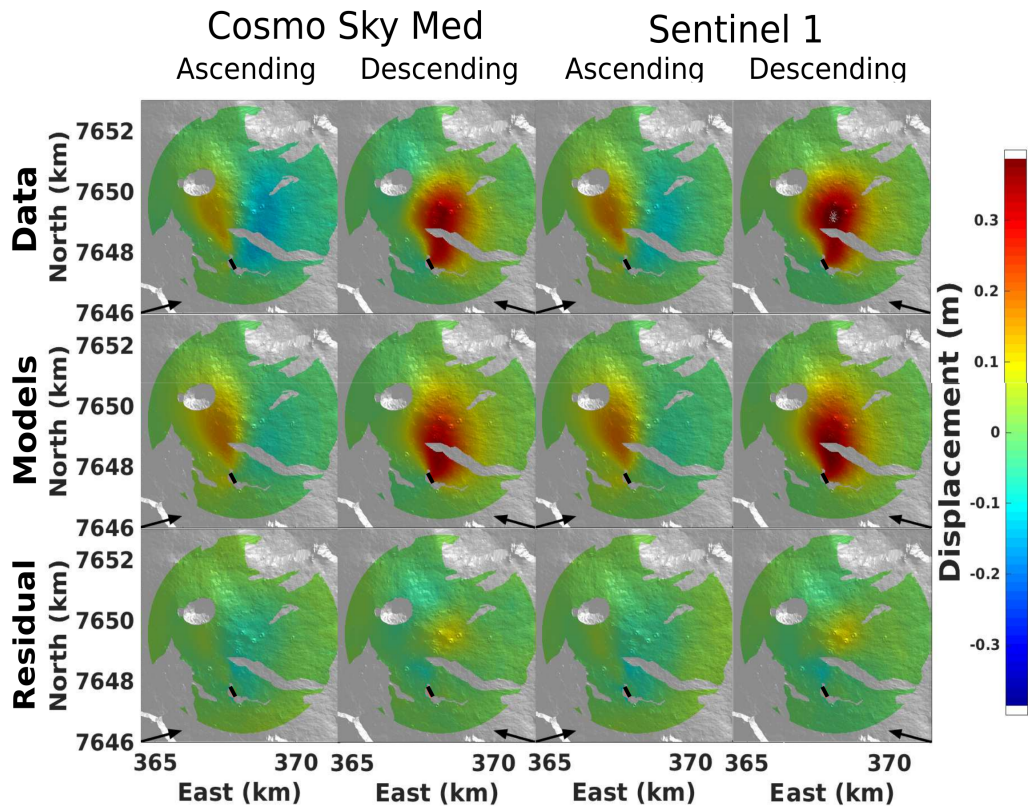 Cosmo Sky Med Sentinel 1
Ascending Descending Ascending Descending
Data
North (km)
7652
7650
7648
7646
Models
North (km)
7652
7650
7648
7646
Residual
North (km)
7652
7650
7648
7646
365 370 365 370 365 370 365 370
East (km) East (km) East (km) East (km)
Displacement (m)
0.3
0.2
0.1
0
-0.1
-0.2
-0.3